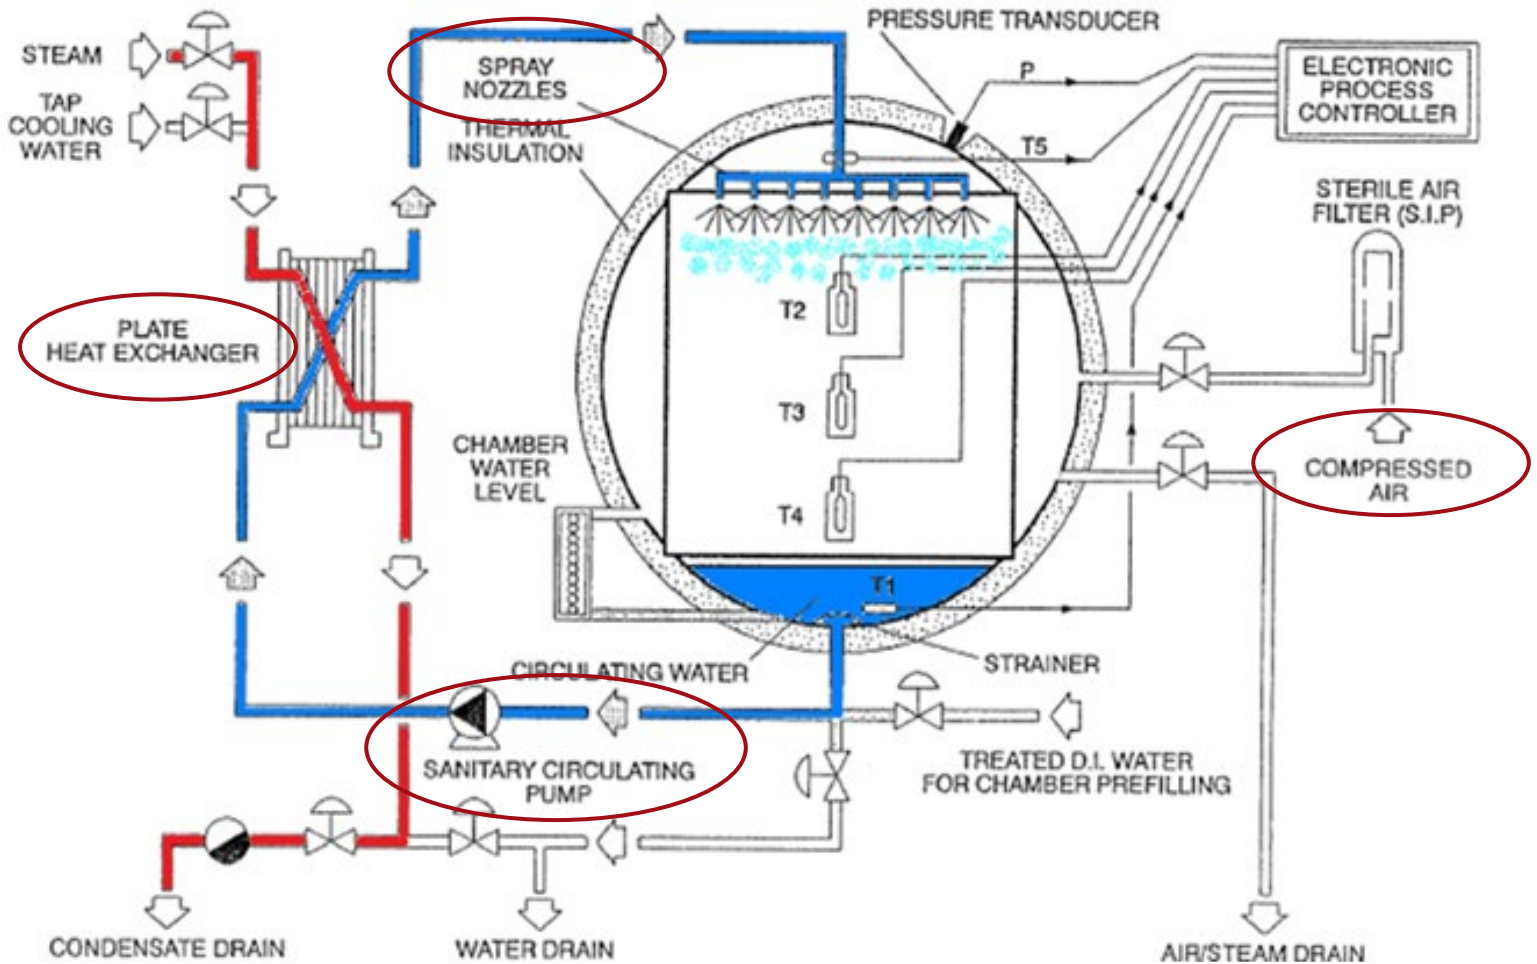 PRESSURE TRANSDUCER
STEAM
TAP
COOLING
WATER
SPRAY
NOZZLES
THERMAL
INSULATION
P
T5
ELECTRONIC
PROCESS
CONTROLLER
STERILE AIR
FILTER (S.I.P)
PLATE
HEAT EXCHANGER
T2
T3
T4
CHAMBER
WATER
LEVEL
COMPRESSED
AIR
T1
CIRCULATING WATER
STRAINER
SANITARY CIRCULATING
PUMP
TREATED D.I. WATER
FOR CHAMBER PREFILLING
CONDENSATE DRAIN
WATER DRAIN
AIR/STEAM DRAIN